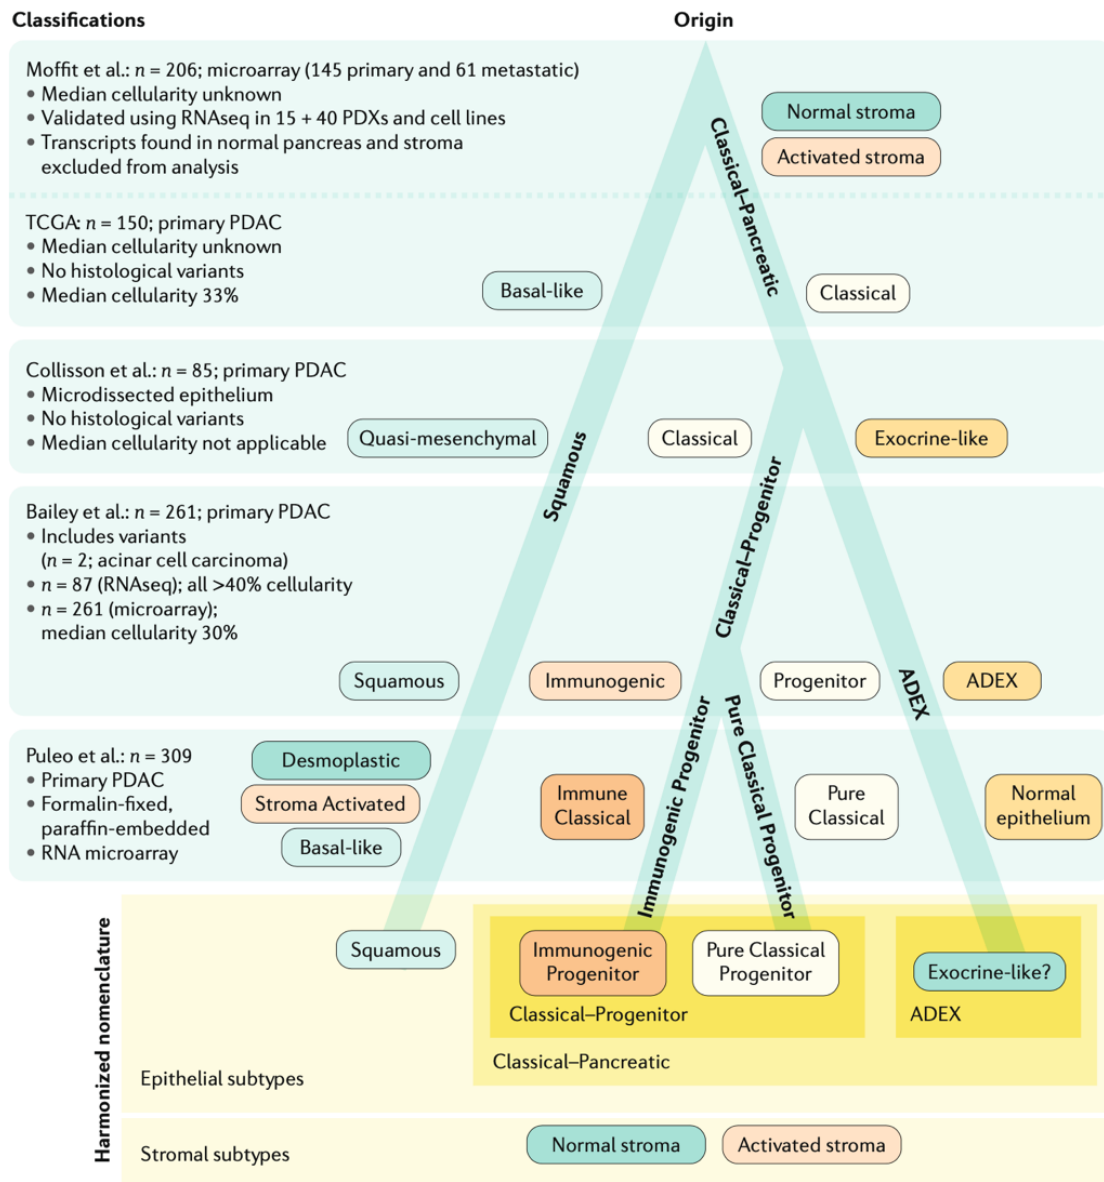 Classifications
Origin
Moffit et al.: n = 206; microarray (145 primary and 61 metastatic)
• Median cellularity unknown
• Validated using RNAseq in 15 + 40 PDXs and cell lines
• Transcripts found in normal pancreas and stroma
excluded from analysis
Normal stroma
Activated stroma
Classical–Pancreatic
TCGA: n = 150; primary PDAC
• Median cellularity unknown
• No histological variants
• Median cellularity 33%
Basal-like
Classical
Collisson et al.: n = 85; primary PDAC
• Microdissected epithelium
• No histological variants
• Median cellularity not applicable
Quasi-mesenchymal
Classical
Exocrine-like
Squamous
Classical–Progenitor
Bailey et al.: n = 261; primary PDAC
• Includes variants
(n = 2; acinar cell carcinoma)
• n = 87 (RNAseq); all >40% cellularity
• n = 261 (microarray);
median cellularity 30%
Squamous
Immunogenic
Progenitor
ADEX
ADEX
Immunogenic Progenitor
Pure Classical Progenitor
Puleo et al.: n = 309
• Primary PDAC
• Formalin-fixed,
paraffin-embedded
• RNA microarray
Desmoplastic
Stroma Activated
Basal-like
Immune
Classical
Pure
Classical
Normal
epithelium
Harmonized nomenclature
Squamous
Immunogenic
Progenitor
Pure Classical
Progenitor
Exocrine-like?
Classical–Progenitor
ADEX
Classical–Pancreatic
Epithelial subtypes
Stromal subtypes
Normal stroma
Activated stroma